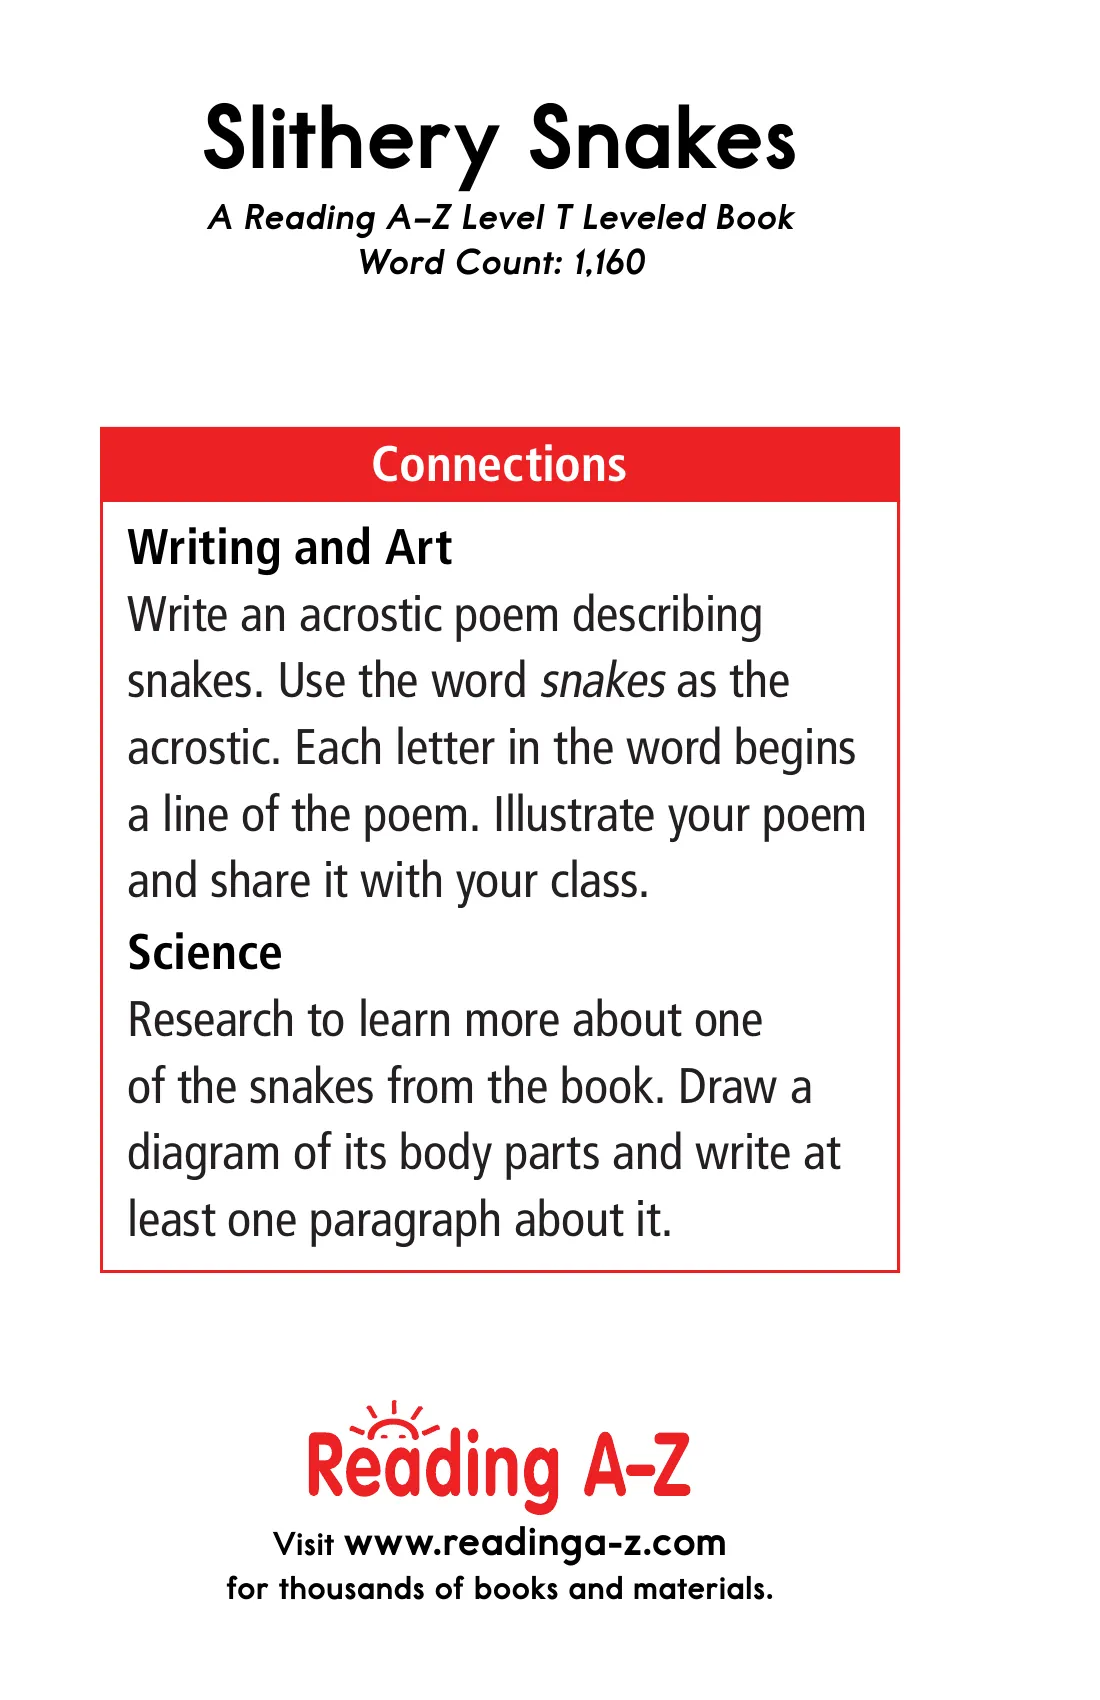 Slithery Snakes
A Reading A–Z Level T Leveled Book
Word Count: 1,160
Connections
Writing and Art
Write an acrostic poem describing
snakes. Use the word snakes as the
acrostic. Each letter in the word begins
a line of the poem. Illustrate your poem
and share it with your class.
Science
Research to learn more about one
of the snakes from the book. Draw a
diagram of its body parts and write at
least one paragraph about it.
Reading A–Z
Visit www.readinga-z.com
for thousands of books and materials.